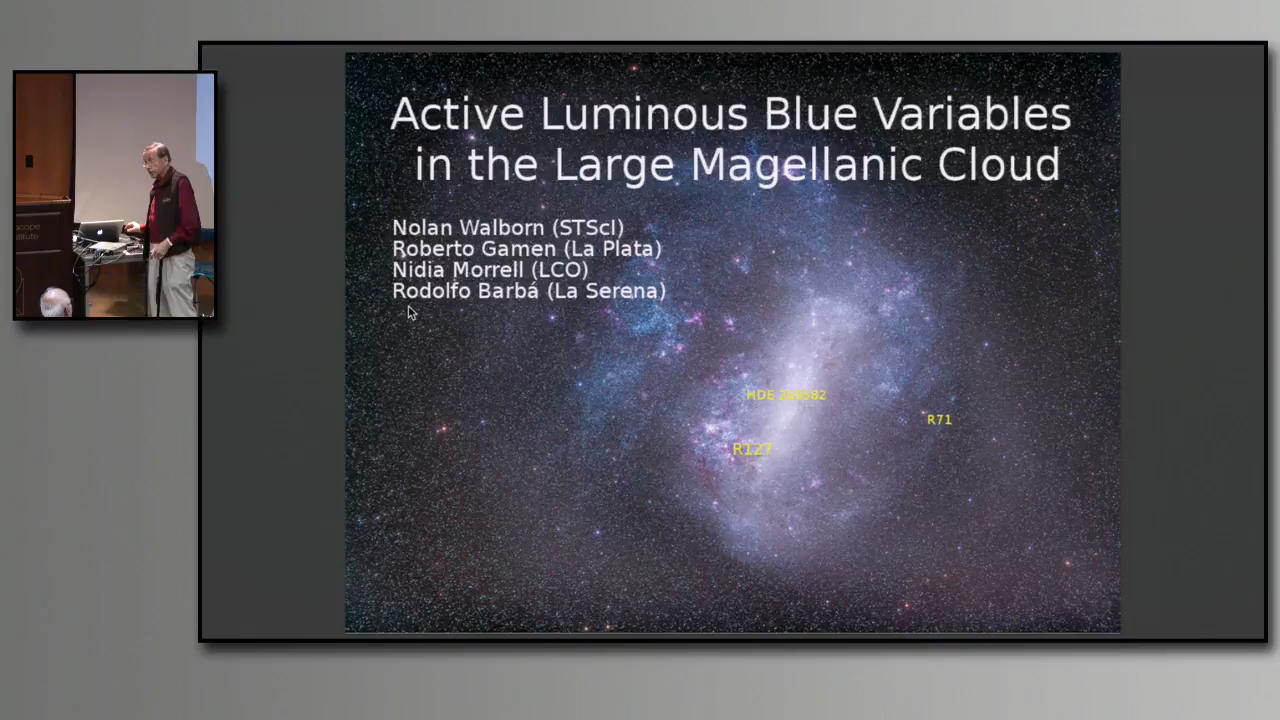 Active Luminous Blue Variables
in the Large Magellanic Cloud
Nolan Walborn (STScI)
Roberto Gamen (La Plata)
Nidia Morrell (LCO)
Rodolfo Barbá (La Serena)
HDE
R71
R127